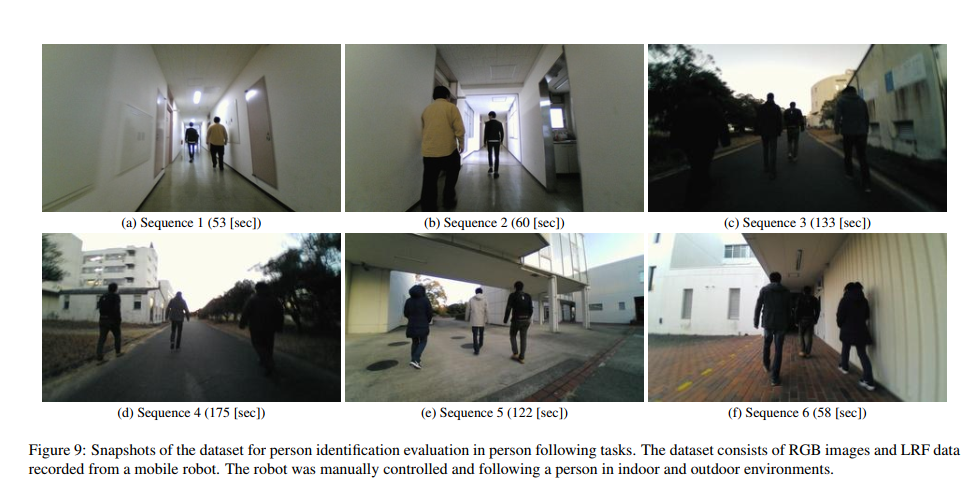 (a) Sequence 1 (53 [sec])
(b) Sequence 2 (60 [sec])
(c) Sequence 3 (133 [sec])
(d) Sequence 4 (175 [sec])
(e) Sequence 5 (122 [sec])
(f) Sequence 6 (58 [sec])
Figure 9: Snapshots of the dataset for person identification evaluation in person following tasks. The dataset consists of RGB images and LRF data
recorded from a mobile robot. The robot was manually controlled and following a person in indoor and outdoor environments.